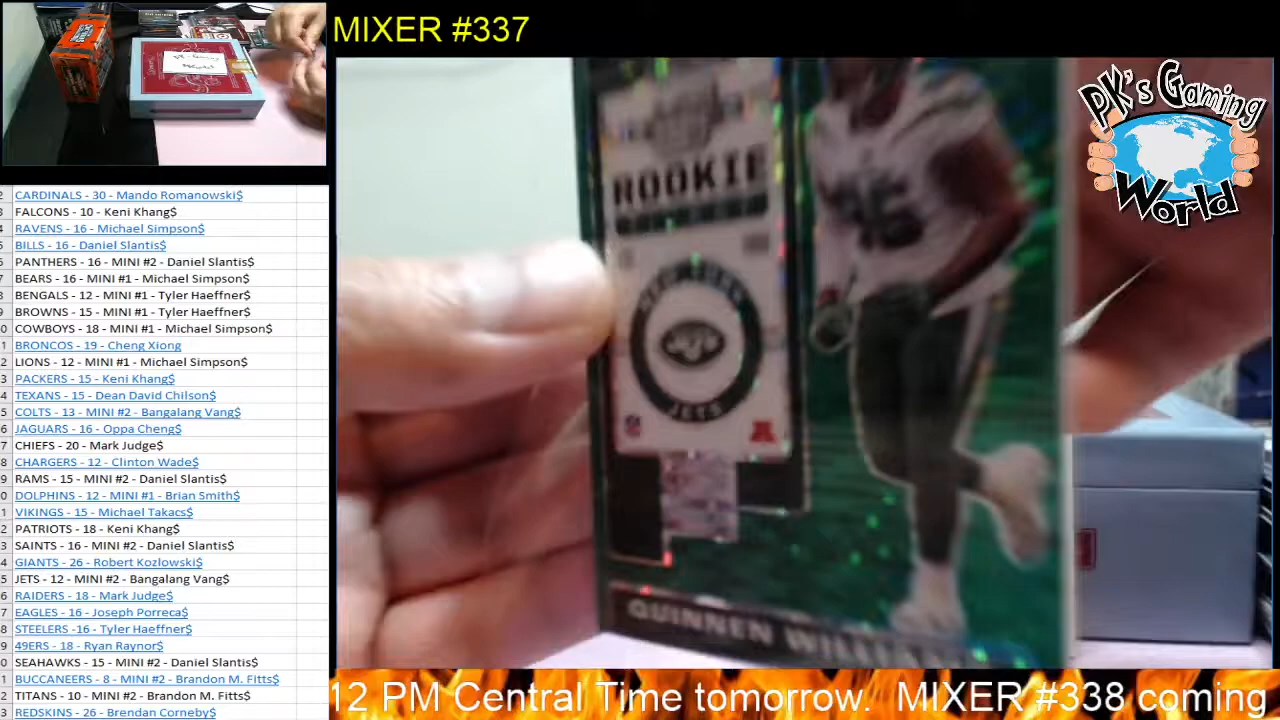 MIXER #337
PK's Gaming
World
CARDINALS - 30 - Mando Romanowski$
FALCONS - 10 - Keni Khang$
RAVENS - 16 - Michael Simpson$
BILLS - 16 - Daniel Slantis$
PANTHERS - 16 - MINI #2 - Daniel Slantis$
BEARS - 16 - MINI #1 - Michael Simpson$
BENGALS - 12 - MINI #1 - Tyler Haeffner$
BROWNS - 15 - MINI #1 - Tyler Haeffner$
COWBOYS - 18 - MINI #1 - Michael Simpson$
BRONCOS - 19 - Cheng Xiong
LIONS - 12 - MINI #1 - Michael Simpson$
PACKERS - 15 - Keni Khang$
TEXANS - 15 - Dean David Chilson$
COLTS - 13 - MINI #2 - Bangalang Vang$
JAGUARS - 16 - Oppa Cheng$
CHIEFS - 20 - Mark Judge$
CHARGERS - 12 - Clinton Wade$
RAMS - 15 - MINI #2 - Daniel Slantis$
DOLPHINS - 12 - MINI #1 - Brian Smith$
VIKINGS - 15 - Michael Takacs$
PATRIOTS - 18 - Keni Khang$
SAINTS - 16 - MINI #2 - Daniel Slantis$
GIANTS - 26 - Robert Kozlowski$
JETS - 12 - MINI #2 - Bangalang Vang$
RAIDERS - 18 - Mark Judge$
EAGLES - 16 - Joseph Porreca$
STEELERS -16 - Tyler Haeffner$
49ERS - 18 - Ryan Raynor$
SEAHAWKS - 15 - MINI #2 - Daniel Slantis$
BUCCANEERS - 8 - MINI #2 - Brandon M. Fitts$
TITANS - 10 - MINI #2 - Brandon M. Fitts$
REDSKINS - 26 - Brendan Corneby$
ROOKIE
NEW YORK
JETS
JETS
QUINNEN
12 PM Central Time tomorrow. MIXER #338 coming